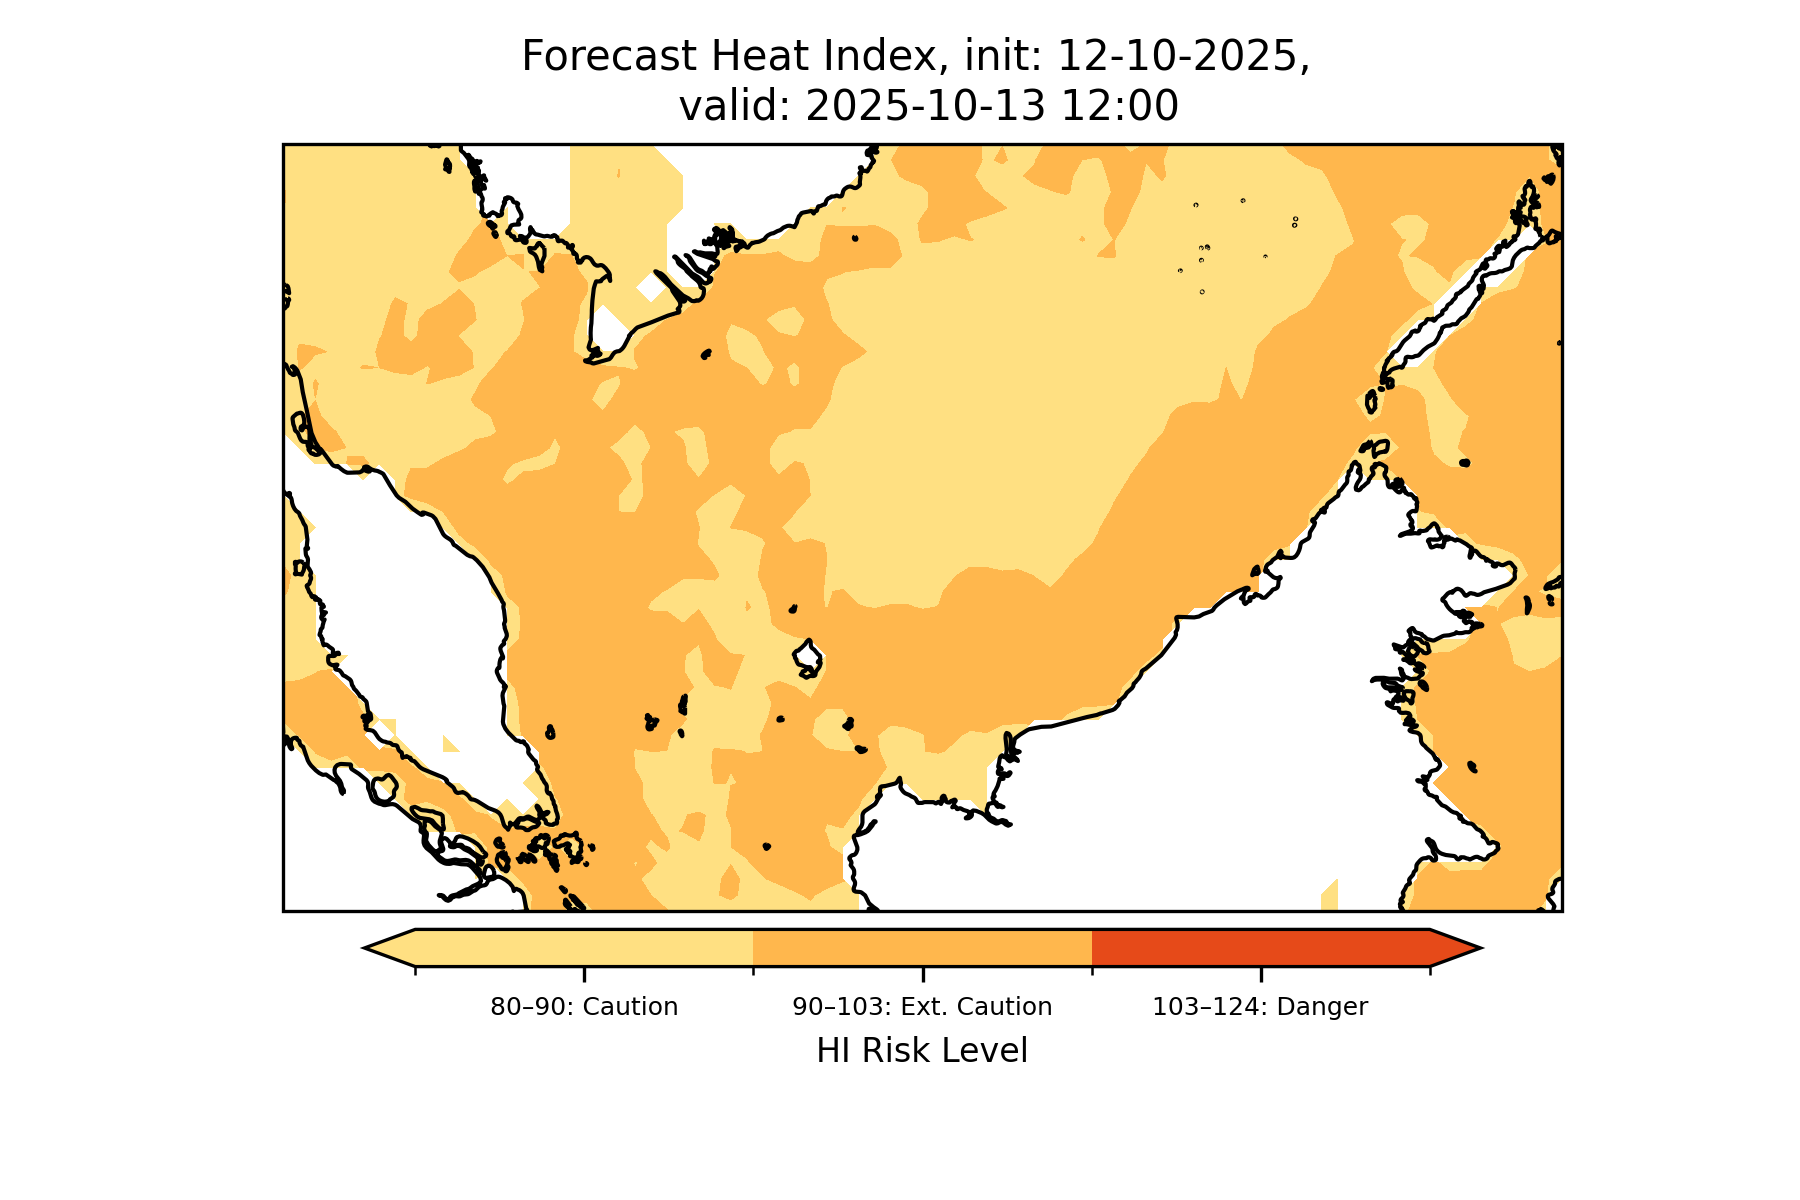 Forecast Heat Index, init: 12-10-2025,
valid: 2025-10-13 12:00
80–90: Caution
90–103: Ext. Caution
103–124: Danger
HI Risk Level